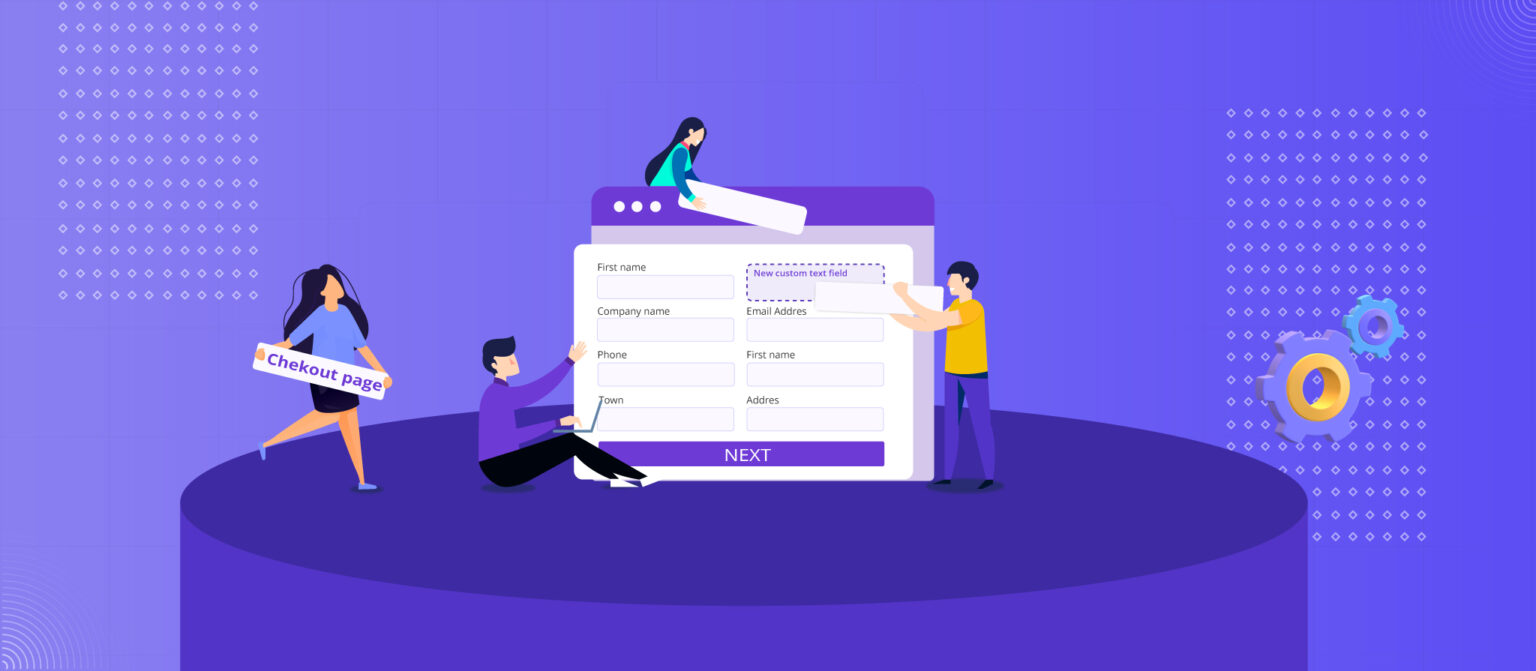 Chekout page
First name
New custom text field
Company name
Email Addres
Phone
First name
Town
Addres
NEXT